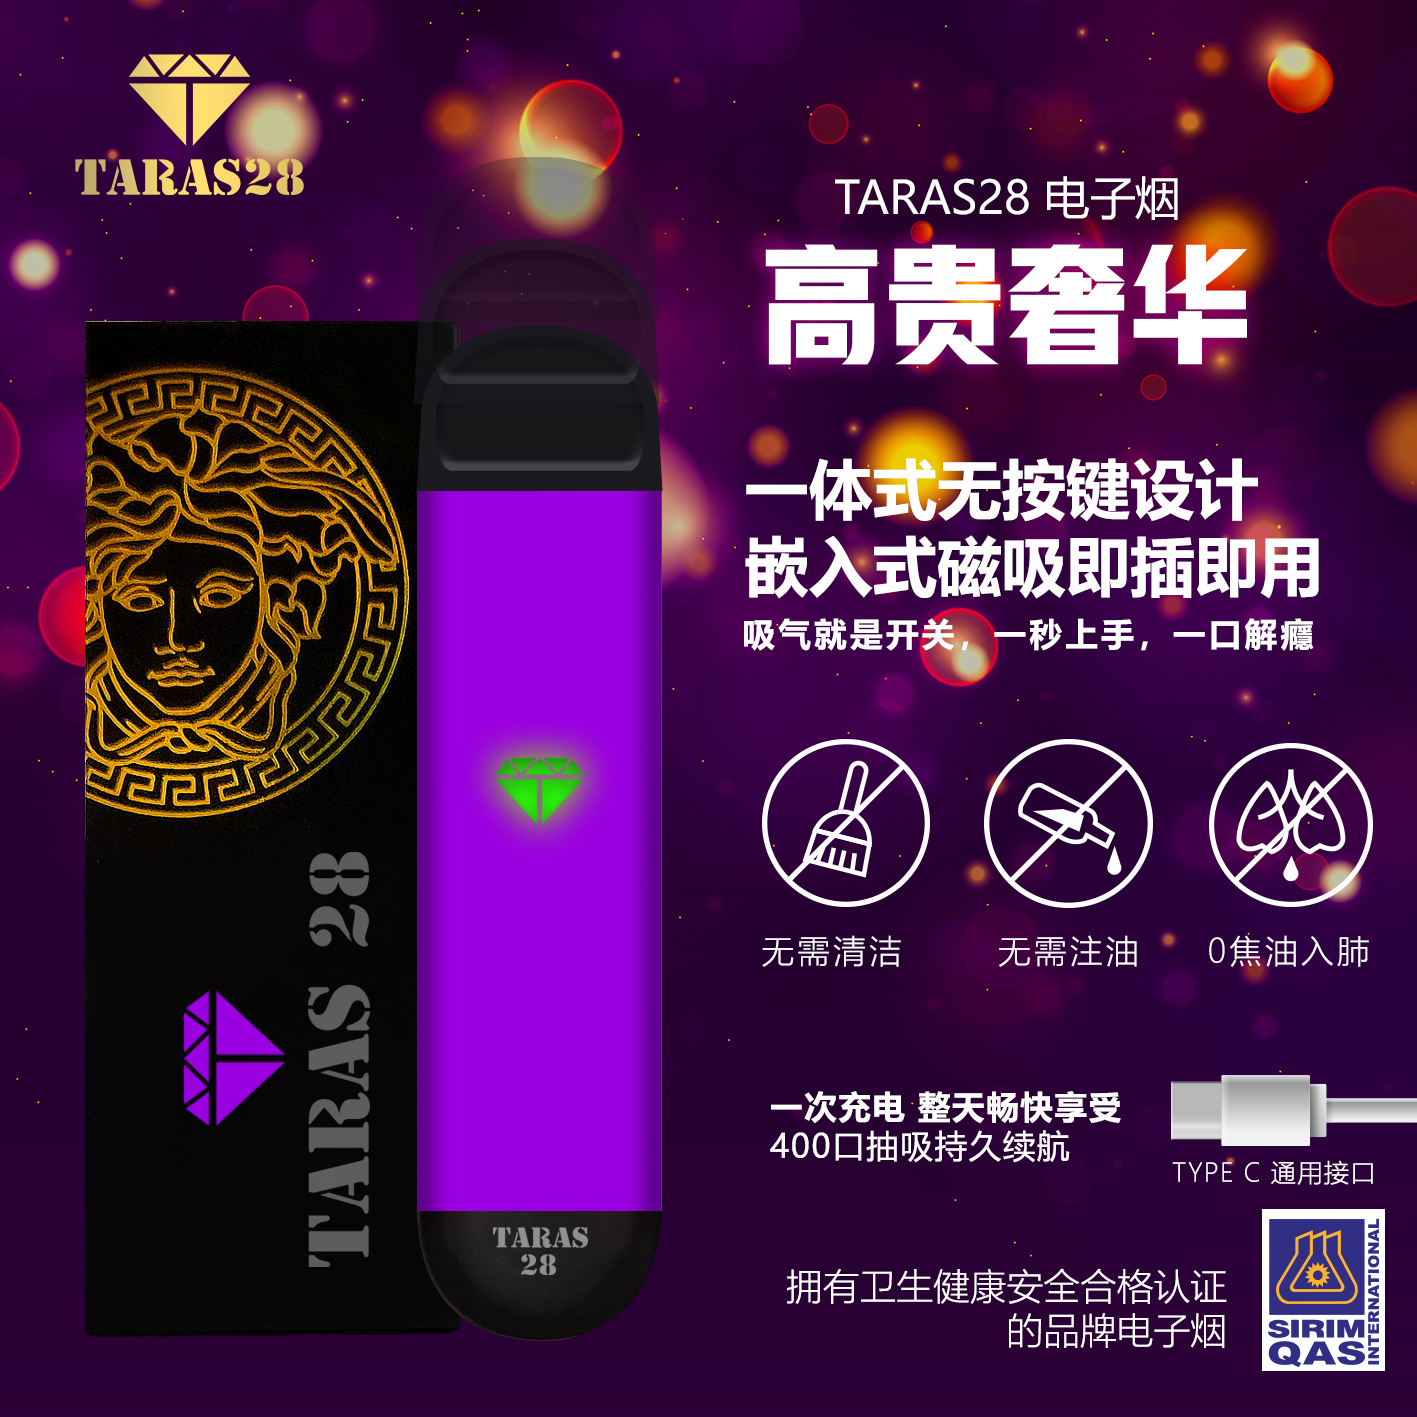 TARAS28
TARAS28 电子烟
高贵奢华
一体式无按键设计
嵌入式磁吸即插即用
吸气就是开关，一秒上手，一口解癮
无需清洁
无需注油
0焦油入肺
TARAS 28
一次充电 整天畅快享受
400口抽吸持久续航
TYPE C 通用接口
TARAS
28
拥有卫生健康安全合格认证
的品牌电子烟
SIRIM
QAS
INTERNATIONAL